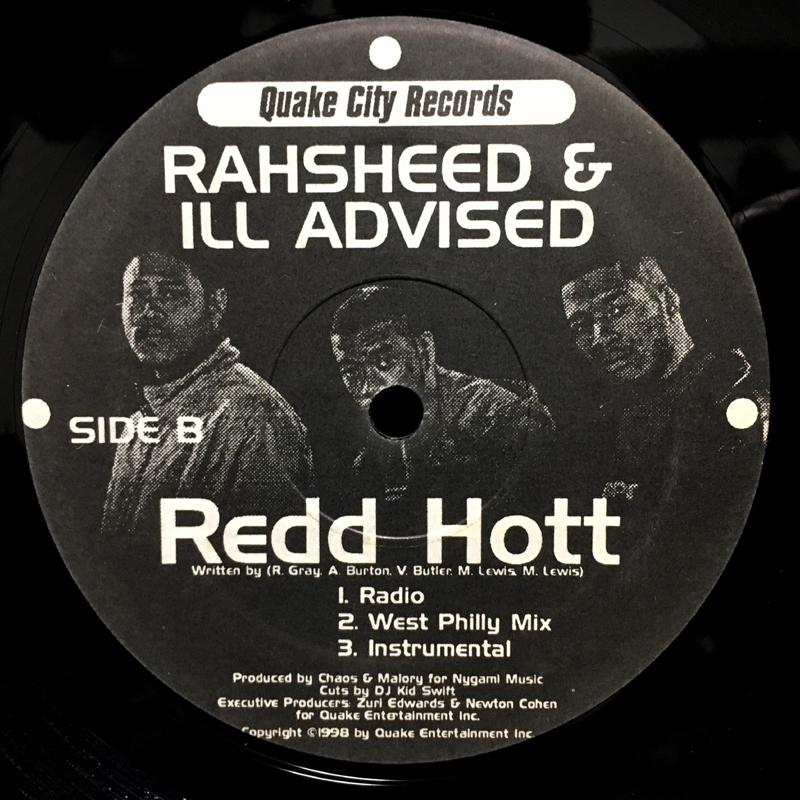 Quake City Records
RAHSHEED &
ILL ADVISED
SIDE B
Redd Hott
Written by (R. Gray. A. Burton. V. Butler. M. Lewis. M. Lewis)
1. Radio
2. West Philly Mix
3. Instrumental
Produced by Chaos & Malory for Nygami Music
Cuts by DJ Kid Swift
Executive Producers: Zuri Edwards & Newton Cohen
for Quake Entertainment Inc.
Copyright ©1998 by Quake Entertainment Inc.